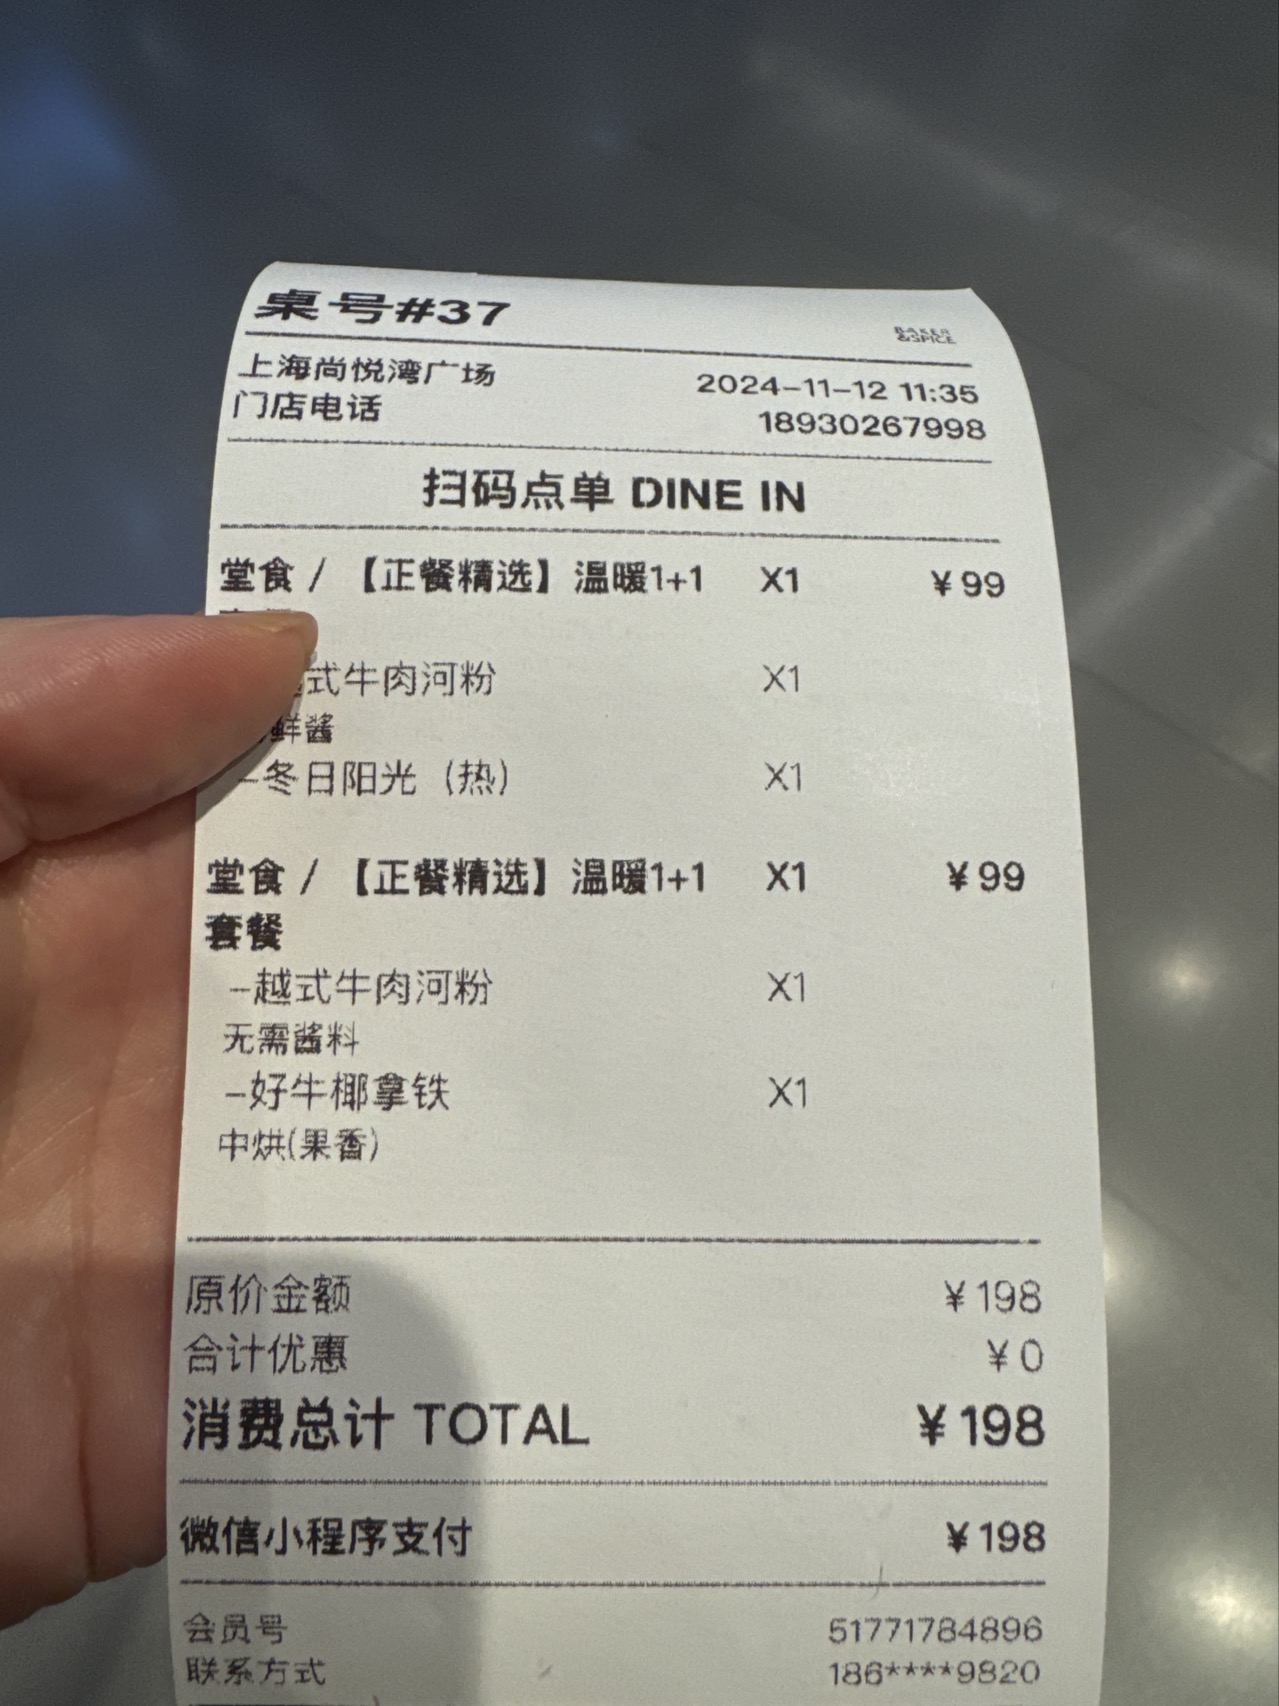 桌号#37
BAKER
&SPICE
上海尚悦湾广场 2024-11-12 11:35
门店电话 18930267998
扫码点单 DINE IN
堂食 / 【正餐精选】温暖1+1 X1 ¥99
式牛肉河粉 X1
鲜酱
-冬日阳光（热） X1
堂食 / 【正餐精选】温暖1+1 X1 ¥99
套餐
-越式牛肉河粉 X1
无需酱料
-好牛椰拿铁 X1
中烘(果香)
原价金额 ¥198
合计优惠 ¥0
消费总计 TOTAL ¥198
微信小程序支付 ¥198
会员号 51771784896
联系方式 186****9820